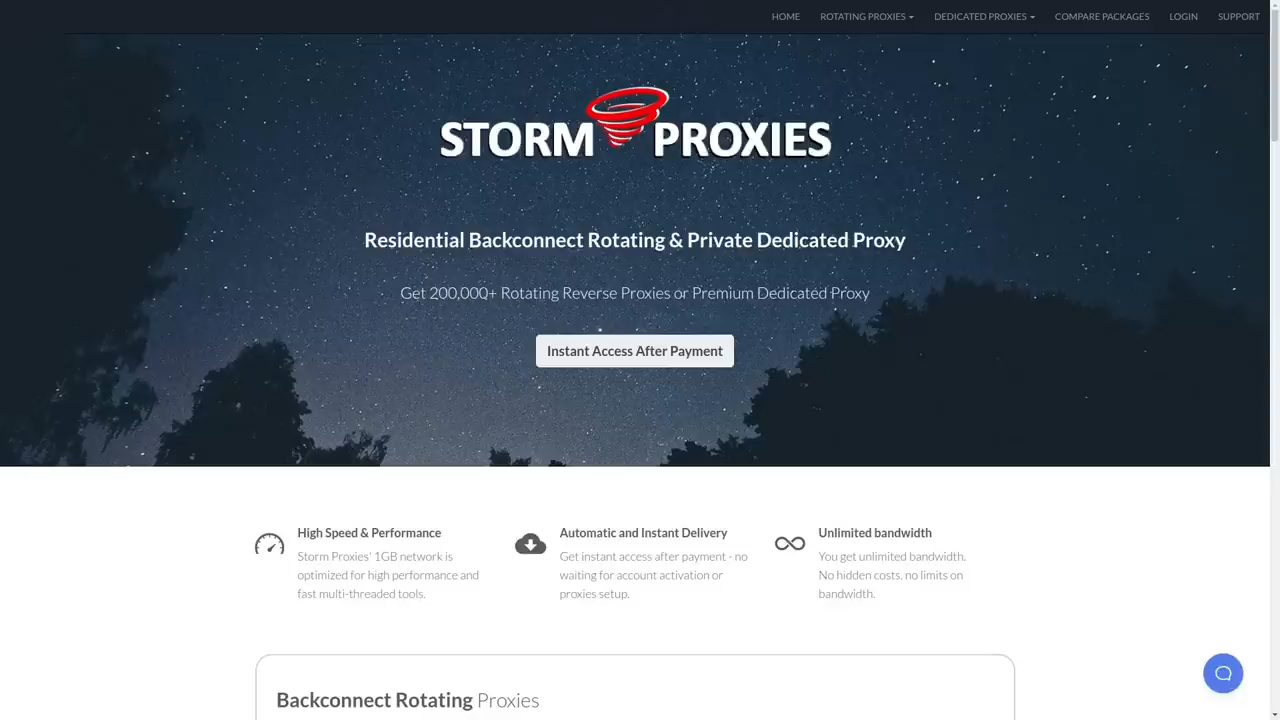 HOME ROTATING PROXIES DEDICATED PROXIES COMPARE PACKAGES LOGIN SUPPORT
STORM PROXIES
Residential Backconnect Rotating & Private Dedicated Proxy
Get 200,000+ Rotating Reverse Proxies or Premium Dedicated Proxy
Instant Access After Payment
High Speed & Performance
Storm Proxies' 1GB network is
optimized for high performance and
fast multi-threaded tools.
Automatic and Instant Delivery
Get instant access after payment - no
waiting for account activation or
proxies setup.
Unlimited bandwidth
You get unlimited bandwidth.
No hidden costs, no limits on
bandwidth.
Backconnect Rotating Proxies